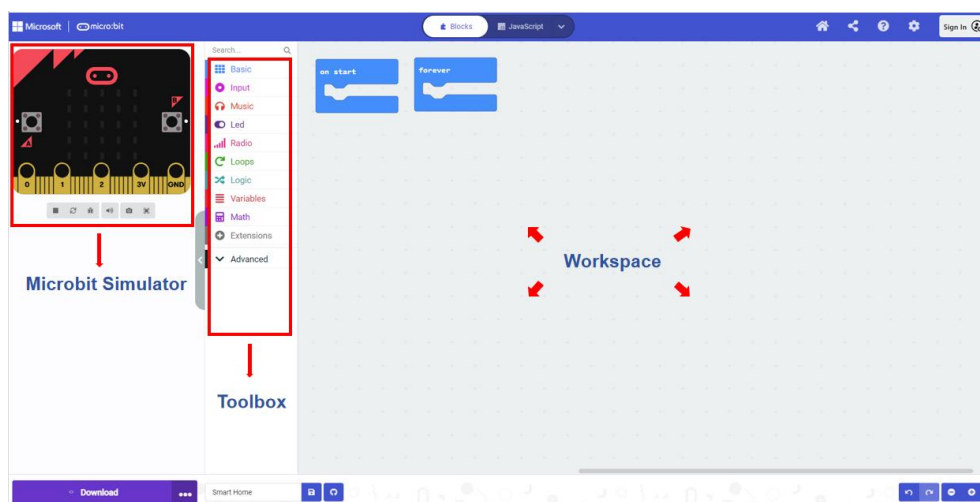 Microsoft | micro:bit
Blocks
JavaScript
Sign In
Search...
Basic
Input
Music
Led
Radio
Loops
Logic
Variables
Math
Extensions
Advanced
on start
forever
A
B
0 1 2 3V GND
Microbit Simulator
Toolbox
Workspace
Download
Smart Home